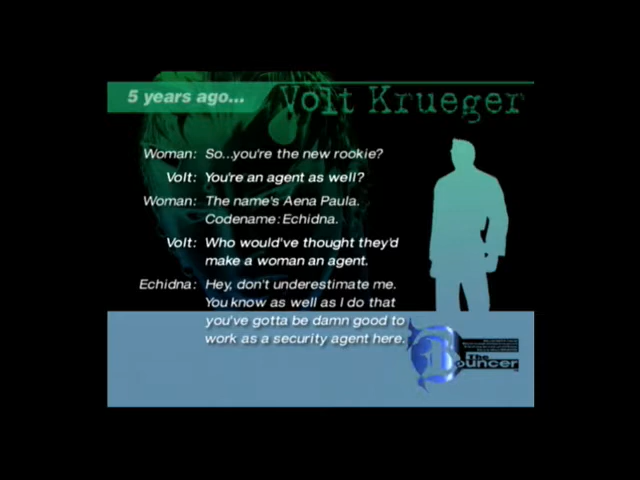 5 years ago...
Volt Krueger
Woman: So...you're the new rookie?
Volt: You're an agent as well?
Woman: The name's Aena Paula.
Codename: Echidna.
Volt: Who would've thought they'd
make a woman an agent.
Echidna: Hey, don't underestimate me.
You know as well as I do that
you've gotta be damn good to
work as a security agent here.
The
Bouncer